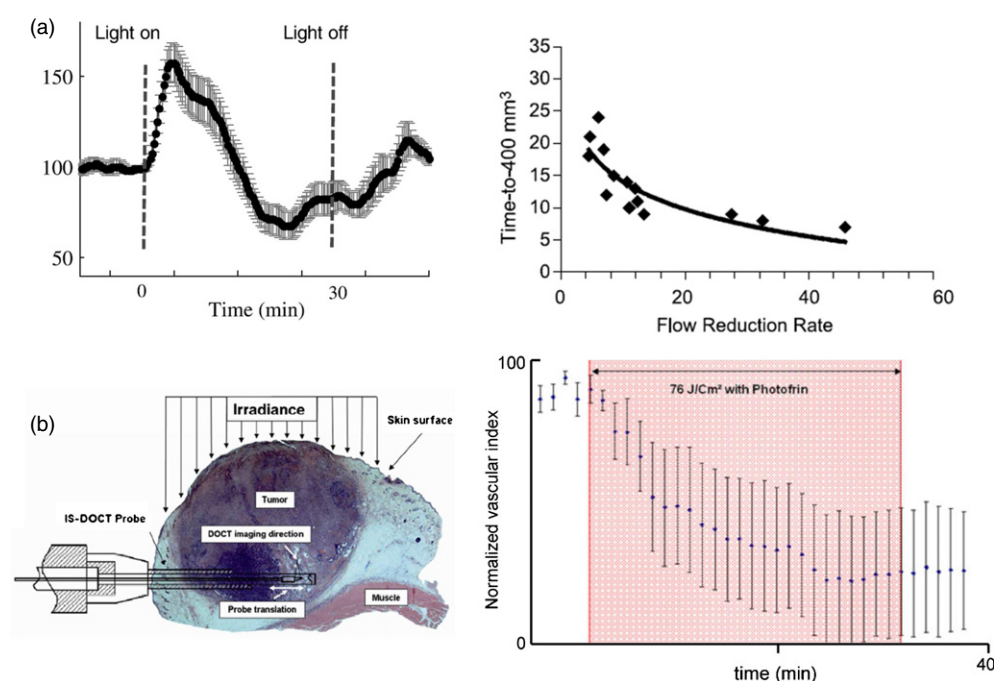 (a)
Light on
Light off
150
100
50
0
30
Time (min)
35
30
25
20
15
10
5
0
Time-to-400 mm³
0
20
40
60
Flow Reduction Rate
(b)
Irradiance
Skin surface
Tumor
IS-DOCT Probe
DOCT imaging direction
Probe translation
Muscle
100
76 J/Cm² with Photofrin
Normalized vascular index
0
40
time (min)